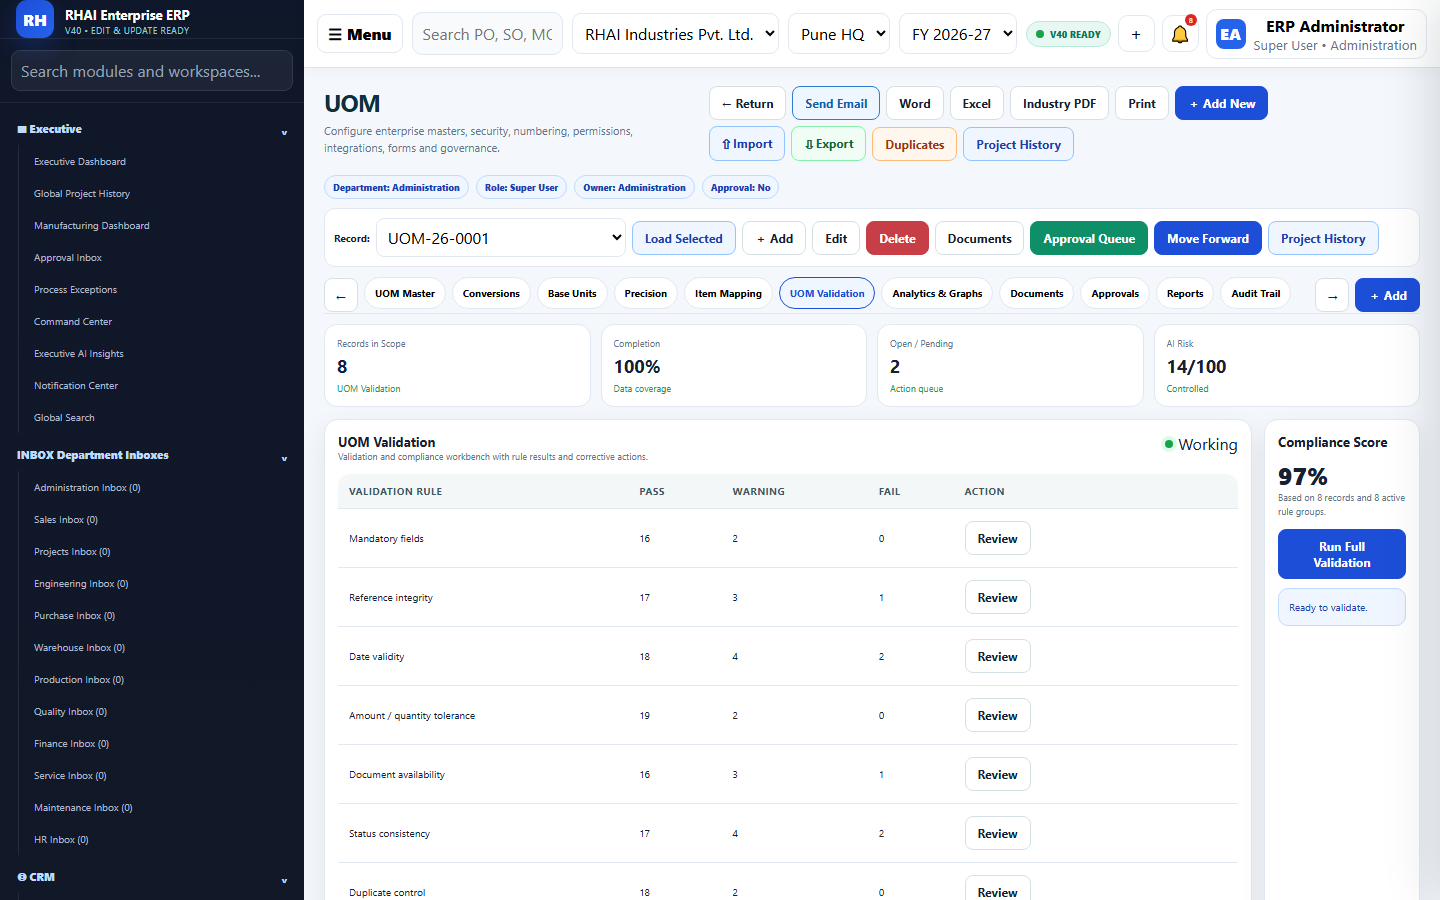 RH
RHAI Enterprise ERP
V40 • EDIT & UPDATE READY
Search modules and workspaces...
Executive
Executive Dashboard
Global Project History
Manufacturing Dashboard
Approval Inbox
Process Exceptions
Command Center
Executive AI Insights
Notification Center
Global Search
INBOX Department Inboxes
Administration Inbox (0)
Sales Inbox (0)
Projects Inbox (0)
Engineering Inbox (0)
Purchase Inbox (0)
Warehouse Inbox (0)
Production Inbox (0)
Quality Inbox (0)
Finance Inbox (0)
Service Inbox (0)
Maintenance Inbox (0)
HR Inbox (0)
CRM
☰ Menu
Search PO, SO, MC
RHAI Industries Pvt. Ltd.
Pune HQ
FY 2026-27
V40 READY
+
8
EA
ERP Administrator
Super User • Administration
UOM
Configure enterprise masters, security, numbering, permissions,
integrations, forms and governance.
← Return
Send Email
Word
Excel
Industry PDF
Print
+ Add New
⇧ Import
⇩ Export
Duplicates
Project History
Department: Administration
Role: Super User
Owner: Administration
Approval: No
Record:
UOM-26-0001
Load Selected
+ Add
Edit
Delete
Documents
Approval Queue
Move Forward
Project History
←
UOM Master
Conversions
Base Units
Precision
Item Mapping
UOM Validation
Analytics & Graphs
Documents
Approvals
Reports
Audit Trail
→
+ Add
Records in Scope
8
UOM Validation
Completion
100%
Data coverage
Open / Pending
2
Action queue
AI Risk
14/100
Controlled
UOM Validation
Validation and compliance workbench with rule results and corrective actions.
Working
VALIDATION RULE PASS WARNING FAIL ACTION
Mandatory fields 16 2 0 Review
Reference integrity 17 3 1 Review
Date validity 18 4 2 Review
Amount / quantity tolerance 19 2 0 Review
Document availability 16 3 1 Review
Status consistency 17 4 2 Review
Duplicate control 18 2 0 Review
Compliance Score
97%
Based on 8 records and 8 active
rule groups.
Run Full
Validation
Ready to validate.